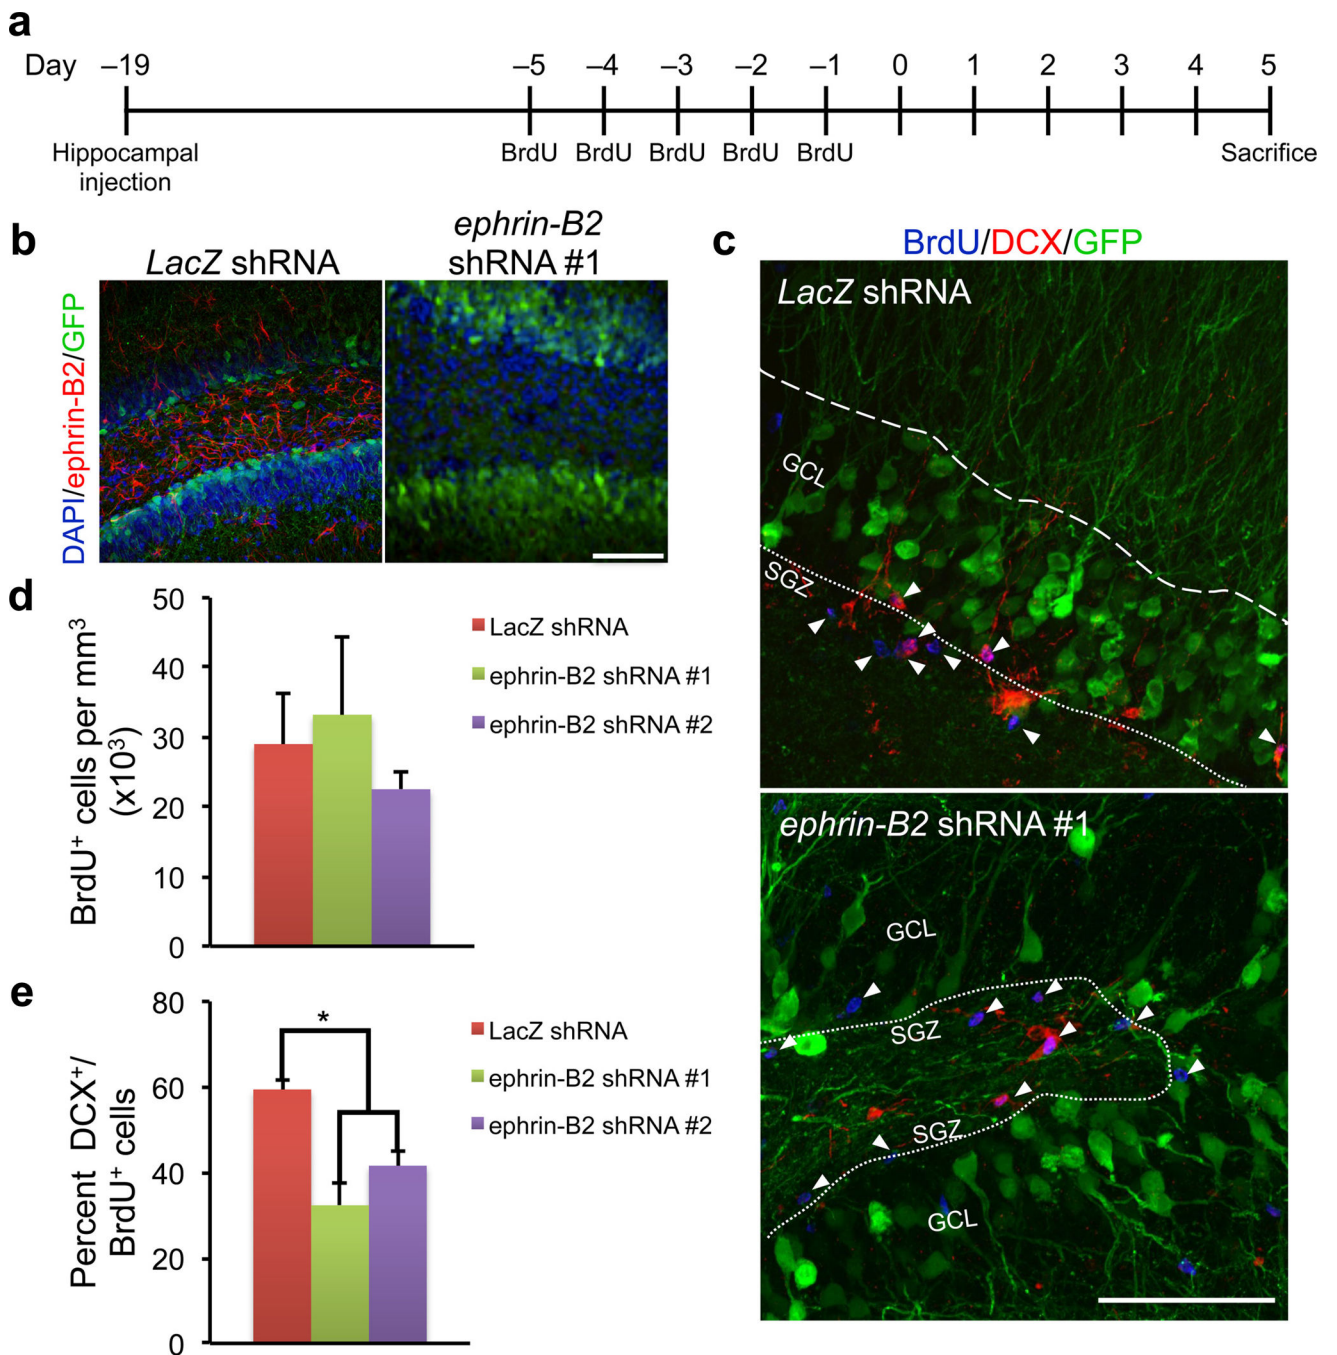 a
Day –19 –5 –4 –3 –2 –1 0 1 2 3 4 5
Hippocampal
injection
BrdU BrdU BrdU BrdU BrdU
Sacrifice
b
LacZ shRNA
ephrin-B2
shRNA #1
DAPI/ephrin-B2/GFP
c
BrdU/DCX/GFP
LacZ shRNA
GCL
SGZ
ephrin-B2 shRNA #1
GCL
SGZ
SGZ
GCL
d
BrdU⁺ cells per mm³
(x10³)
50
40
30
20
10
0
LacZ shRNA
ephrin-B2 shRNA #1
ephrin-B2 shRNA #2
e
Percent DCX⁺/
BrdU⁺ cells
80
60
40
20
0
*
LacZ shRNA
ephrin-B2 shRNA #1
ephrin-B2 shRNA #2